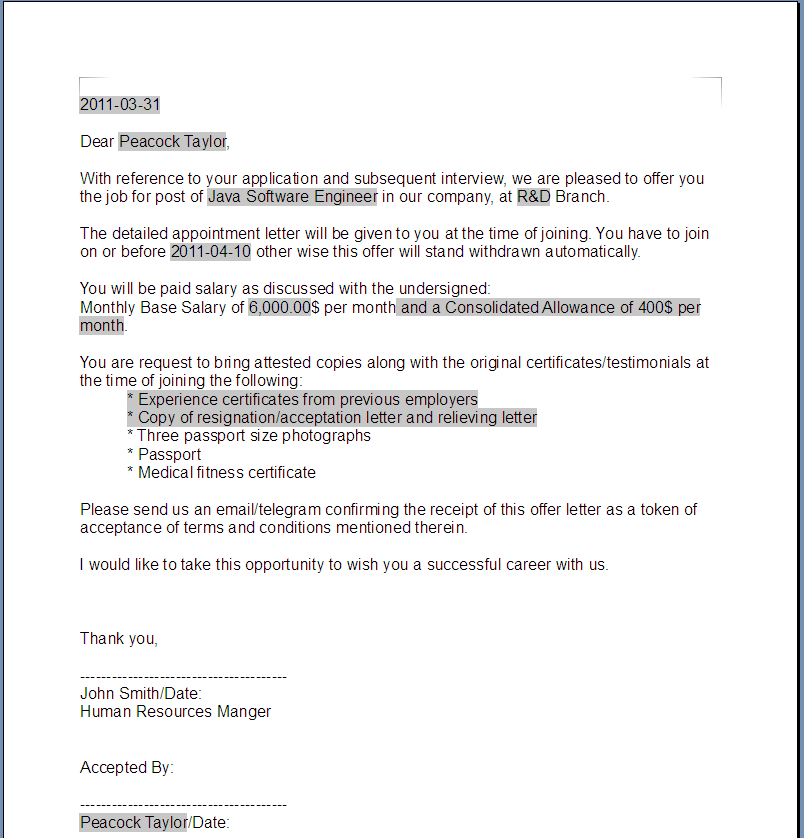 2011-03-31
Dear Peacock Taylor,
With reference to your application and subsequent interview, we are pleased to offer you
the job for post of Java Software Engineer in our company, at R&D Branch.
The detailed appointment letter will be given to you at the time of joining. You have to join
on or before 2011-04-10 other wise this offer will stand withdrawn automatically.
You will be paid salary as discussed with the undersigned:
Monthly Base Salary of 6,000.00$ per month and a Consolidated Allowance of 400$ per
month.
You are request to bring attested copies along with the original certificates/testimonials at
the time of joining the following:
* Experience certificates from previous employers
* Copy of resignation/acceptation letter and relieving letter
* Three passport size photographs
* Passport
* Medical fitness certificate
Please send us an email/telegram confirming the receipt of this offer letter as a token of
acceptance of terms and conditions mentioned therein.
I would like to take this opportunity to wish you a successful career with us.
Thank you,
---------------------------------------
John Smith/Date:
Human Resources Manger
Accepted By:
---------------------------------------
Peacock Taylor/Date: